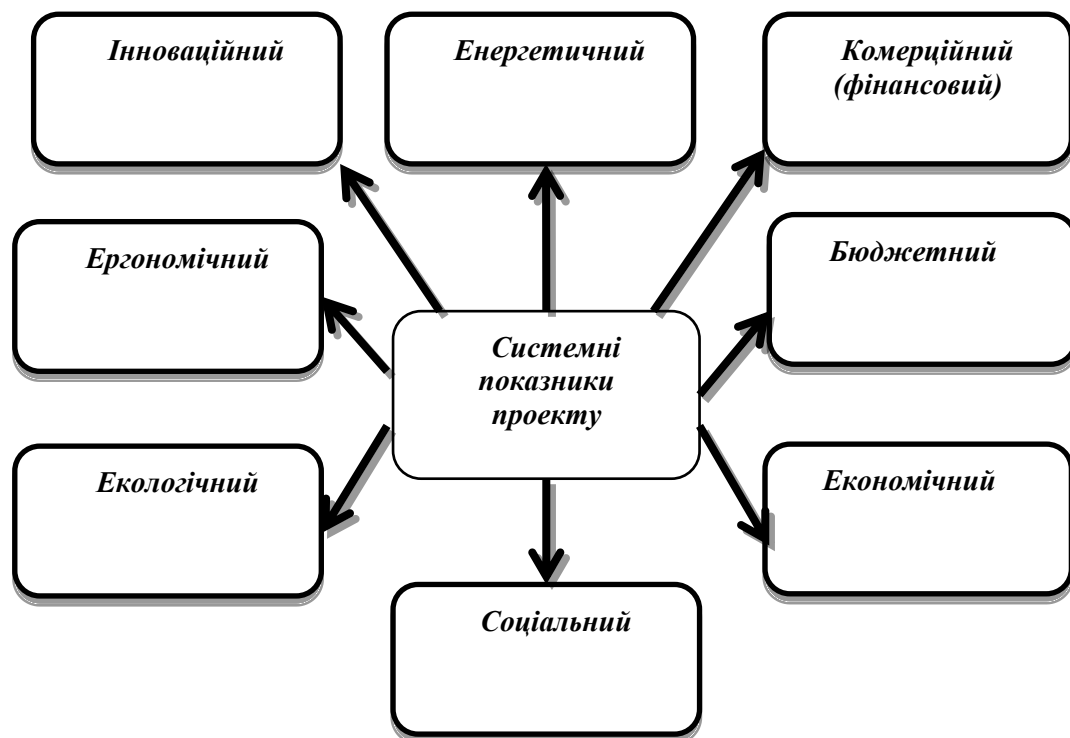 Інноваційний
Енергетичний
Комерційний
(фінансовий)
Ергономічний
Бюджетний
Системні
показники
проекту
Екологічний
Економічний
Соціальний